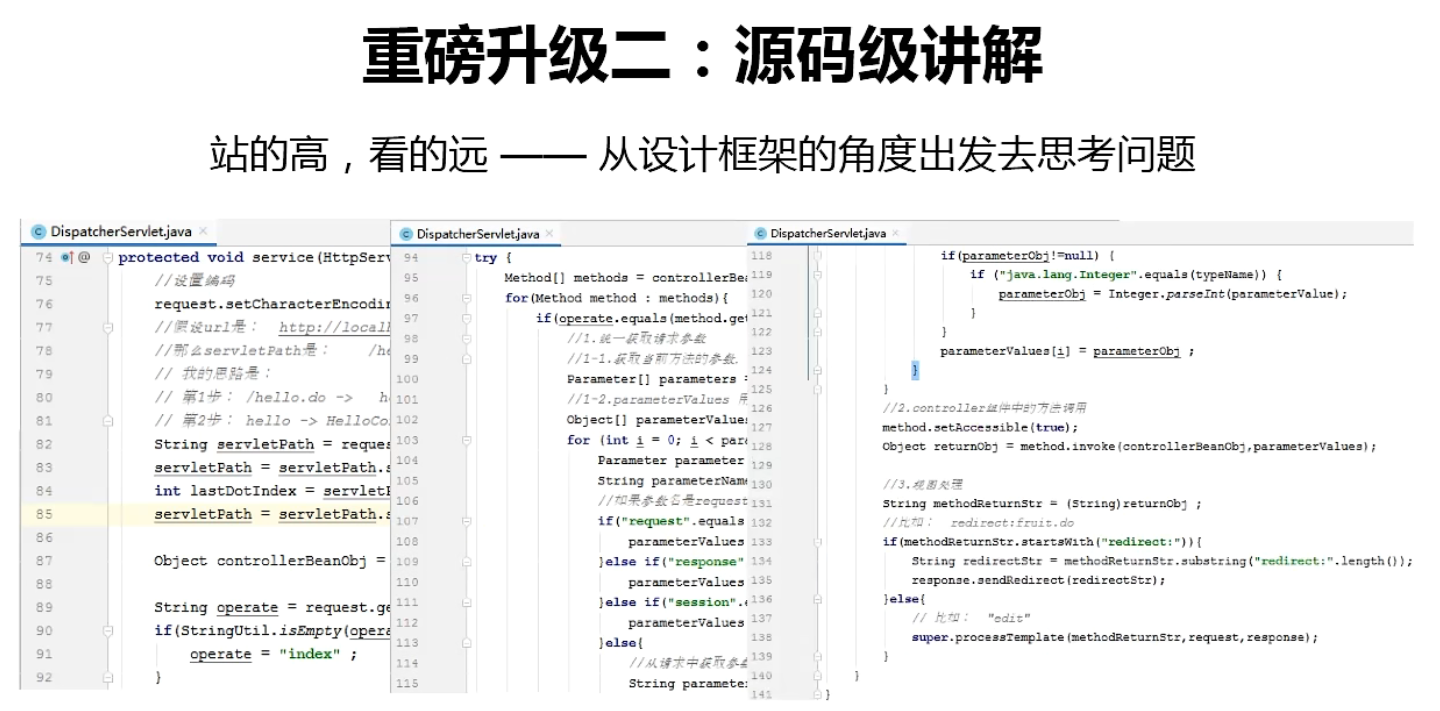 重磅升级二：源码级讲解
站的高，看的远 —— 从设计框架的角度出发去思考问题
DispatcherServlet.java
74 protected void service(HttpServ
75 //设置编码
76 request.setCharacterEncodin
77 //假设url是： http://local
78 //那么servletPath是： /he
79 // 我的思路是：
80 // 第1步： /hello.do -> h
81 // 第2步： hello -> HelloCo
82 String servletPath = reque
83 servletPath = servletPath.s
84 int lastDotIndex = servletP
85 servletPath = servletPath.s
86
87 Object controllerBeanObj =
88
89 String operate = request.ge
90 if(StringUtil.isEmpty(opera
91 operate = "index" ;
92 }
DispatcherServlet.java
94 try {
95 Method[] methods = controllerBea
96 for(Method method : methods){
97 if(operate.equals(method.get
98 //1.统一获取请求参数
99 //1-1.获取当前方法的参数，
100 Parameter[] parameters =
101 //1-2.parameterValues 用
102 Object[] parameterValues
103 for (int i = 0; i < para
104 Parameter parameter
105 String parameterName
106 //如果参数名是request
107 if("request".equals
108 parameterValues
109 }else if("response"
110 parameterValues
111 }else if("session".e
112 parameterValues
113 }else{
114 //从请求中获取参数
115 String parameter
DispatcherServlet.java
118 if(parameterObj!=null) {
119 if ("java.lang.Integer".equals(typeName)) {
120 parameterObj = Integer.parseInt(parameterValue);
121 }
122 }
123 parameterValues[i] = parameterObj ;
124 }
125 }
126 //2.controller组件中的方法调用
127 method.setAccessible(true);
128 Object returnObj = method.invoke(controllerBeanObj,parameterValues);
129
130 //3.视图处理
131 String methodReturnStr = (String)returnObj ;
132 //比如： redirect:fruit.do
133 if(methodReturnStr.startsWith("redirect:")){
134 String redirectStr = methodReturnStr.substring("redirect:".length());
135 response.sendRedirect(redirectStr);
136 }else{
137 // 比如： "edit"
138 super.processTemplate(methodReturnStr,request,response);
139 }
140 }
141 }